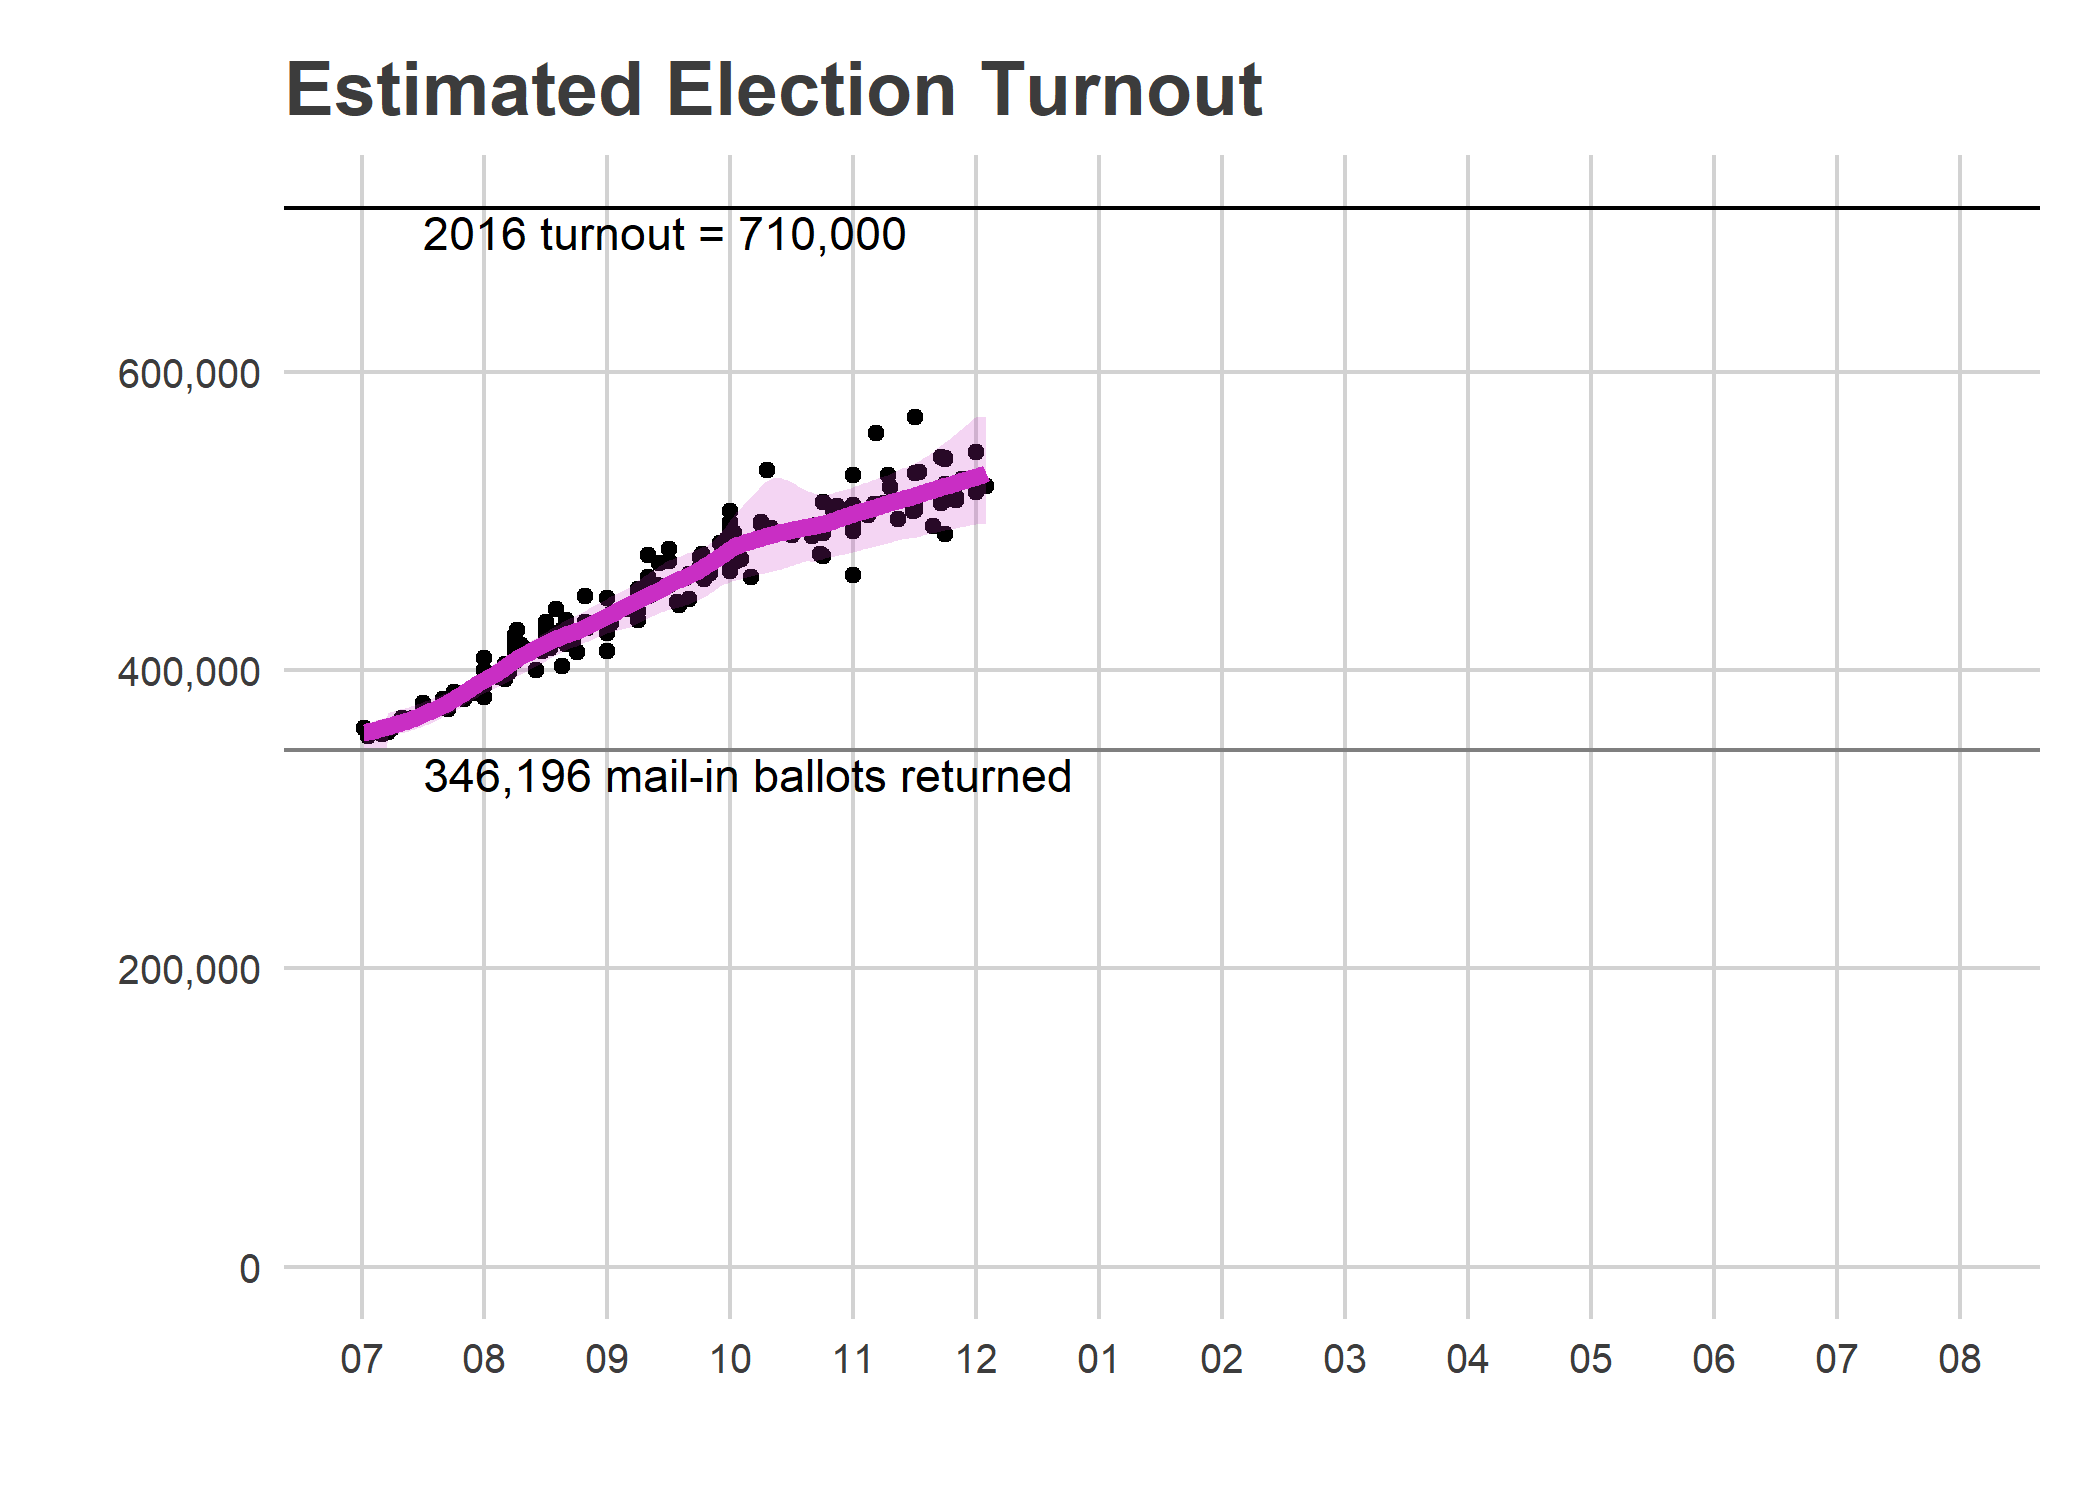 Estimated Election Turnout
2016 turnout = 710,000
600,000
400,000
346,196 mail-in ballots returned
200,000
0
07 08 09 10 11 12 01 02 03 04 05 06 07 08